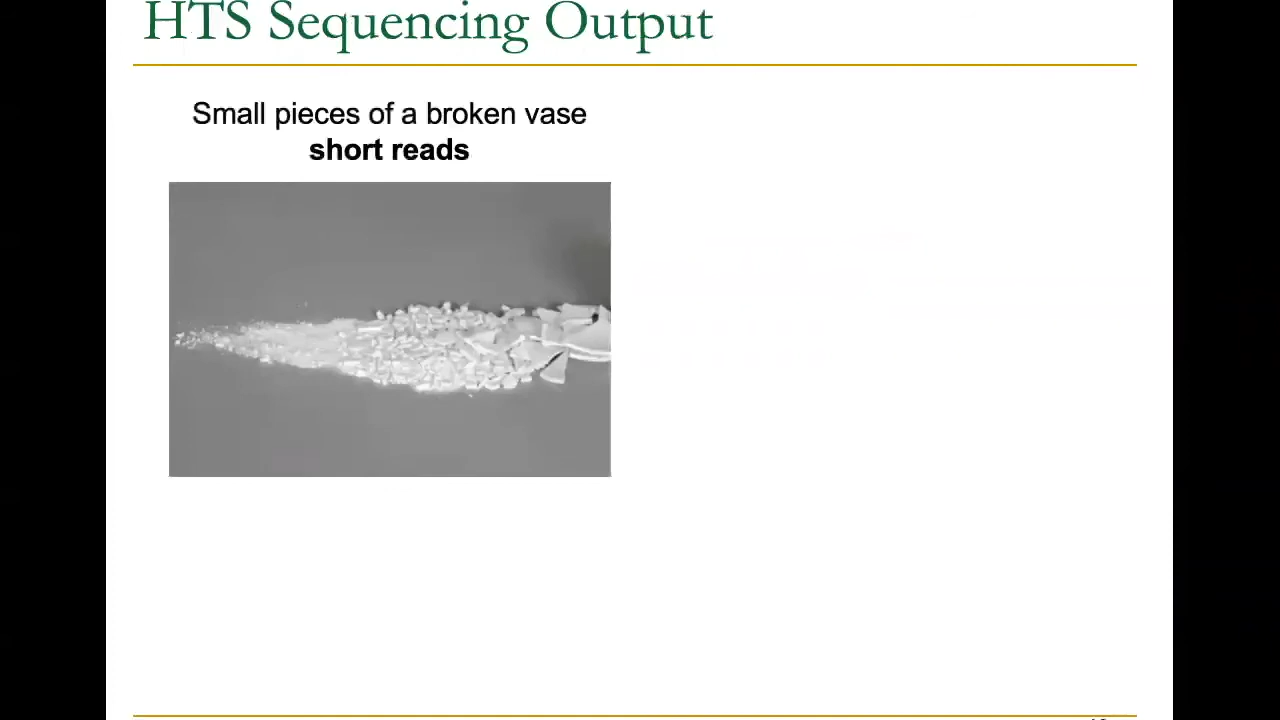 HTS Sequencing Output
Small pieces of a broken vase
short reads